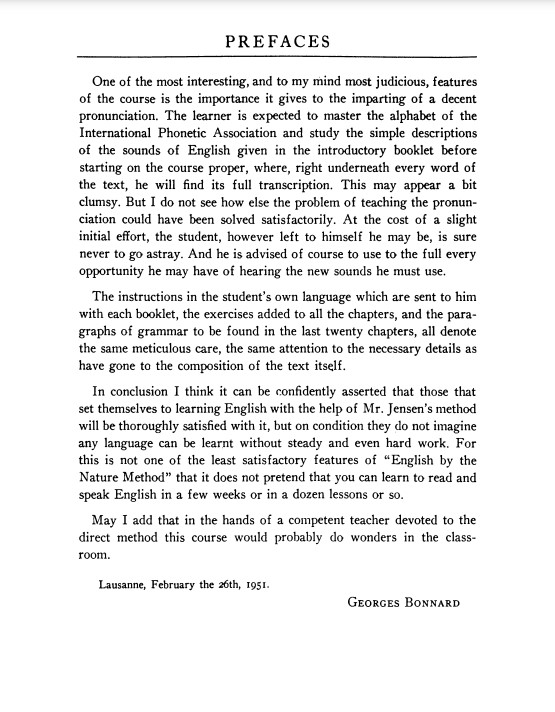 PREFACES
One of the most interesting, and to my mind most judicious, features
of the course is the importance it gives to the imparting of a decent
pronunciation. The learner is expected to master the alphabet of the
International Phonetic Association and study the simple descriptions
of the sounds of English given in the introductory booklet before
starting on the course proper, where, right underneath every word of
the text, he will find its full transcription. This may appear a bit
clumsy. But I do not see how else the problem of teaching the pronun-
ciation could have been solved satisfactorily. At the cost of a slight
initial effort, the student, however left to himself he may be, is sure
never to go astray. And he is advised of course to use to the full every
opportunity he may have of hearing the new sounds he must use.
The instructions in the student's own language which are sent to him
with each booklet, the exercises added to all the chapters, and the para-
graphs of grammar to be found in the last twenty chapters, all denote
the same meticulous care, the same attention to the necessary details as
have gone to the composition of the text itself.
In conclusion I think it can be confidently asserted that those that
set themselves to learning English with the help of Mr. Jensen's method
will be thoroughly satisfied with it, but on condition they do not imagine
any language can be learnt without steady and even hard work. For
this is not one of the least satisfactory features of "English by the
Nature Method" that it does not pretend that you can learn to read and
speak English in a few weeks or in a dozen lessons or so.
May I add that in the hands of a competent teacher devoted to the
direct method this course would probably do wonders in the class-
room.
Lausanne, February the 26th, 1951.
GEORGES BONNARD